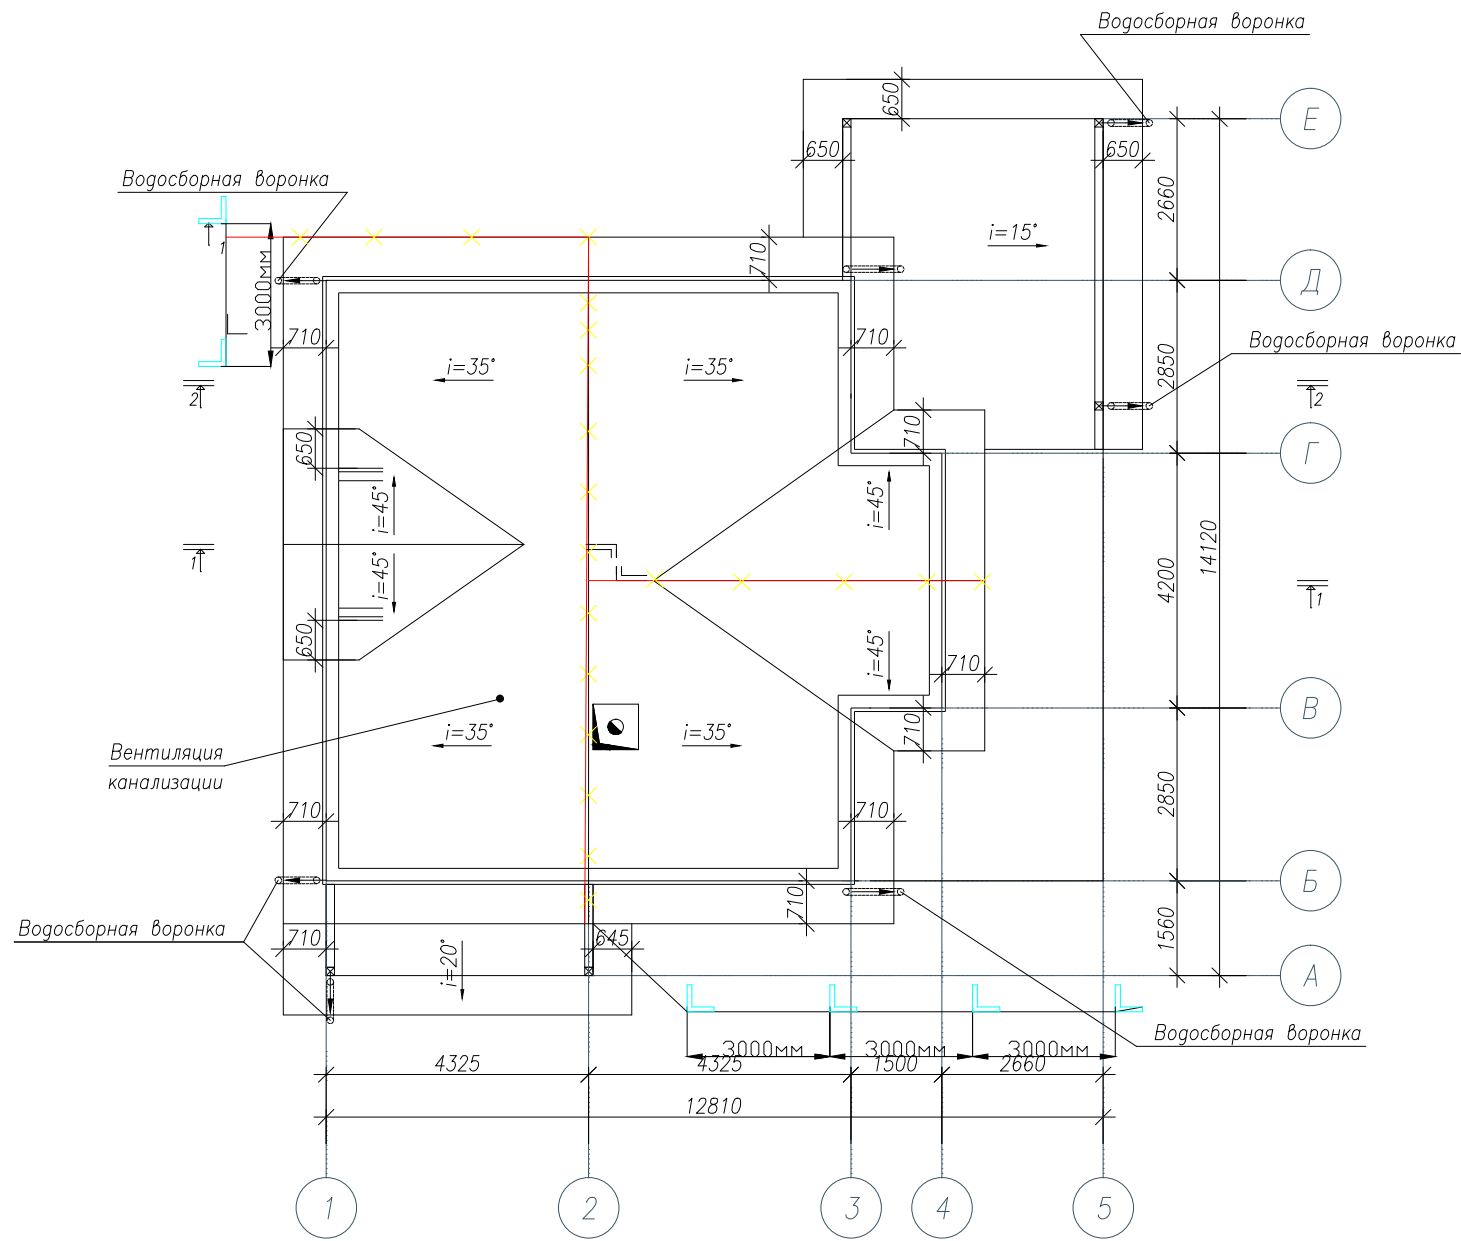 Водосборная воронка
650
Е
650
650
Водосборная воронка
2660
1
i=15°
710
3000мм
Д
710
710
Водосборная воронка
i=35°
i=35°
2850
2
2
710
650
Г
i=45°
i=45°
14120
1
i=45°
4200
1
650
i=45°
710
710
В
i=35°
i=35°
Вентиляция
канализации
2850
710
710
Б
710
Водосборная воронка
710
645
i=20°
1560
А
Водосборная воронка
3000мм
3000мм
3000мм
4325
4325
1500
2660
12810
1
2
3
4
5